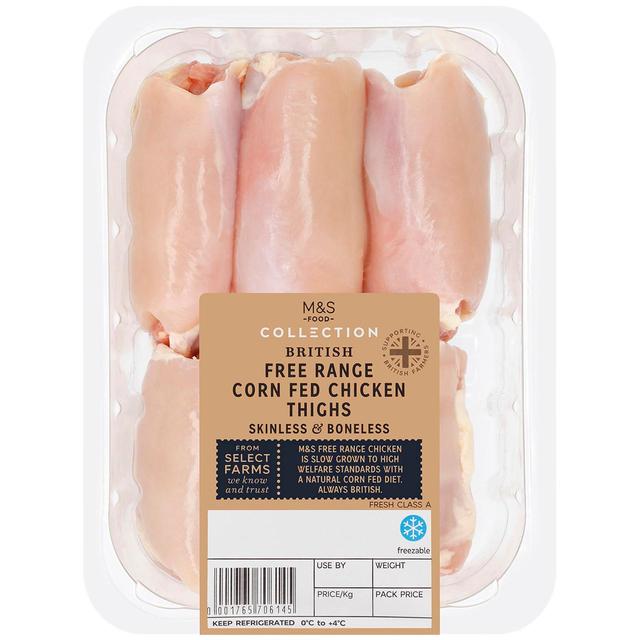 M&S
-FOOD-
COLLECTION
BRITISH
FREE RANGE
CORN FED CHICKEN
THIGHS
SKINLESS & BONELESS
SUPPORTING
BRITISH FARMERS
FROM
SELECT
FARMS
we know
and trust
M&S FREE RANGE CHICKEN
IS SLOW GROWN TO HIGH
WELFARE STANDARDS WITH
A NATURAL CORN FED DIET.
ALWAYS BRITISH.
FRESH CLASS A
freezable
USE BY
WEIGHT
PRICE/Kg
PACK PRICE
0 001765 706145
KEEP REFRIGERATED 0°C to +4°C